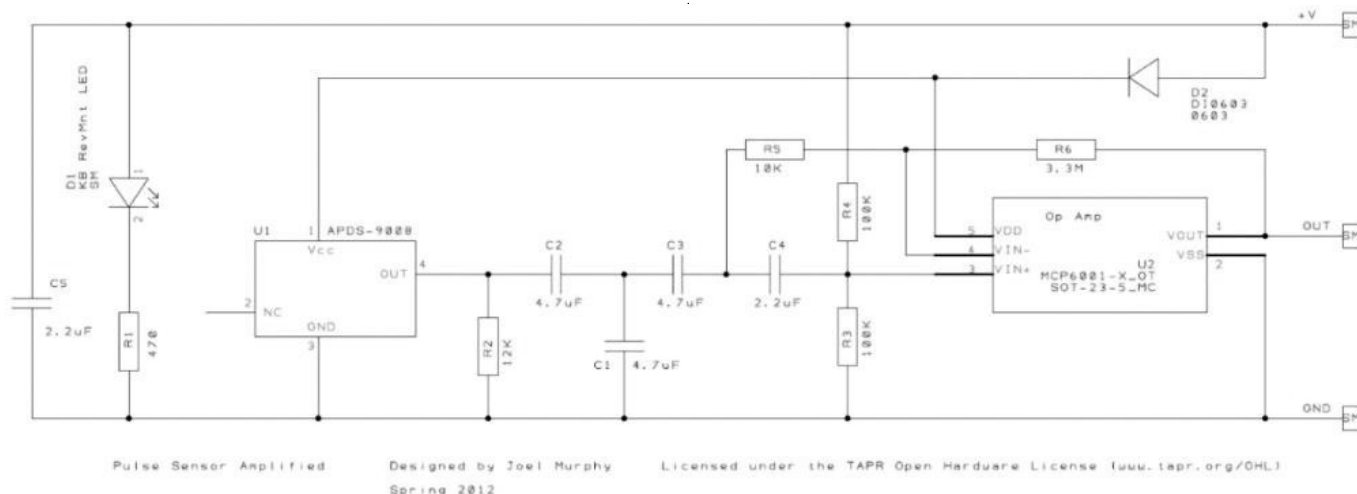 +V
SM
D2
DI0603
0603
D1
KB RevMnt LED
SM
1
2
R5
10K
R6
3.3M
R4
100K
Op Amp
U1
APDS-9008
1
Vcc
5
VDD
VOUT
1
OUT
SM
4
VIN-
VSS
2
3
VIN+
U2
MCP6001-X_OT
SOT-23-5_MC
OUT
4
C2
4.7uF
C3
4.7uF
C4
2.2uF
C5
2.2uF
2
NC
GND
3
R1
470
R2
12K
C1
4.7uF
R3
100K
GND
SM
Pulse Sensor Amplified
Designed by Joel Murphy
Spring 2012
Licensed under the TAPR Open Hardware License (www.tapr.org/OHL)